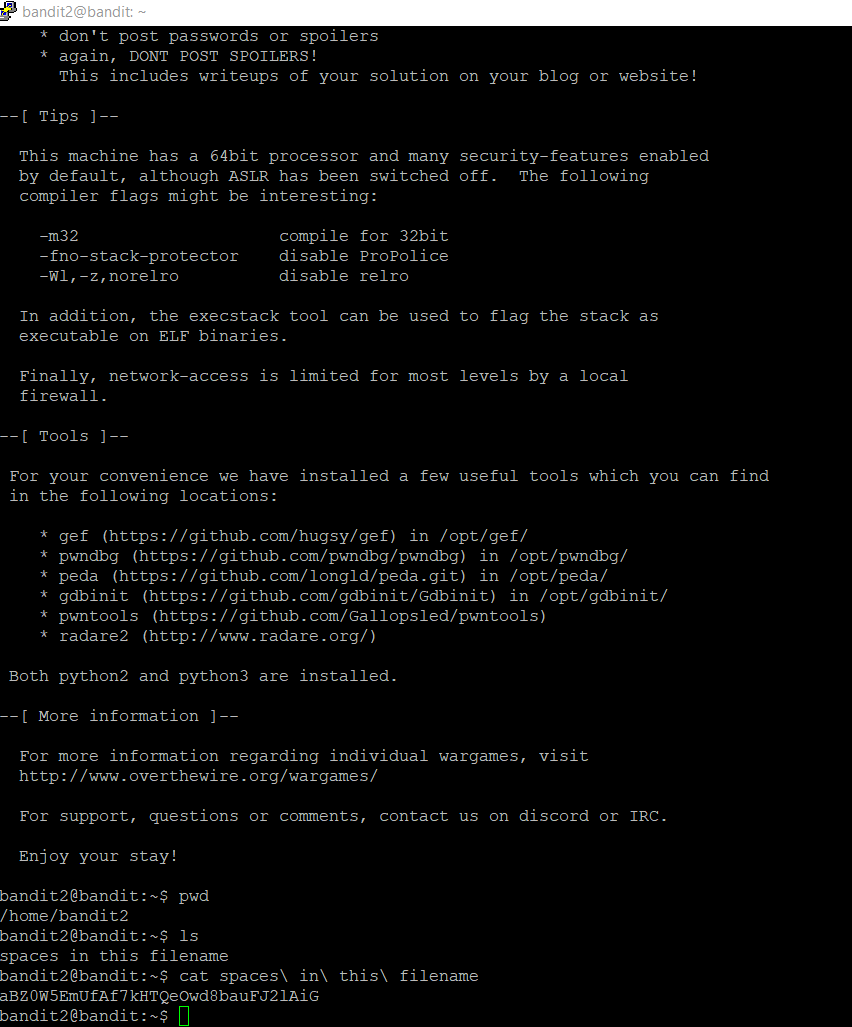 bandit2@bandit: ~
* don't post passwords or spoilers
* again, DONT POST SPOILERS!
This includes writeups of your solution on your blog or website!
--[ Tips ]--
This machine has a 64bit processor and many security-features enabled
by default, although ASLR has been switched off.  The following
compiler flags might be interesting:
-m32                    compile for 32bit
-fno-stack-protector    disable ProPolice
-Wl,-z,norelro          disable relro
In addition, the execstack tool can be used to flag the stack as
executable on ELF binaries.
Finally, network-access is limited for most levels by a local
firewall.
--[ Tools ]--
For your convenience we have installed a few useful tools which you can find
in the following locations:
* gef (https://github.com/hugsy/gef) in /opt/gef/
* pwndbg (https://github.com/pwndbg/pwndbg) in /opt/pwndbg/
* peda (https://github.com/longld/peda.git) in /opt/peda/
* gdbinit (https://github.com/gdbinit/Gdbinit) in /opt/gdbinit/
* pwntools (https://github.com/Gallopsled/pwntools)
* radare2 (http://www.radare.org/)
Both python2 and python3 are installed.
--[ More information ]--
For more information regarding individual wargames, visit
http://www.overthewire.org/wargames/
For support, questions or comments, contact us on discord or IRC.
Enjoy your stay!
bandit2@bandit:~$ pwd
/home/bandit2
bandit2@bandit:~$ ls
spaces in this filename
bandit2@bandit:~$ cat spaces\ in\ this\ filename
aBZ0W5EmUfAf7kHTQeOwd8bauFJ2lAiG
bandit2@bandit:~$